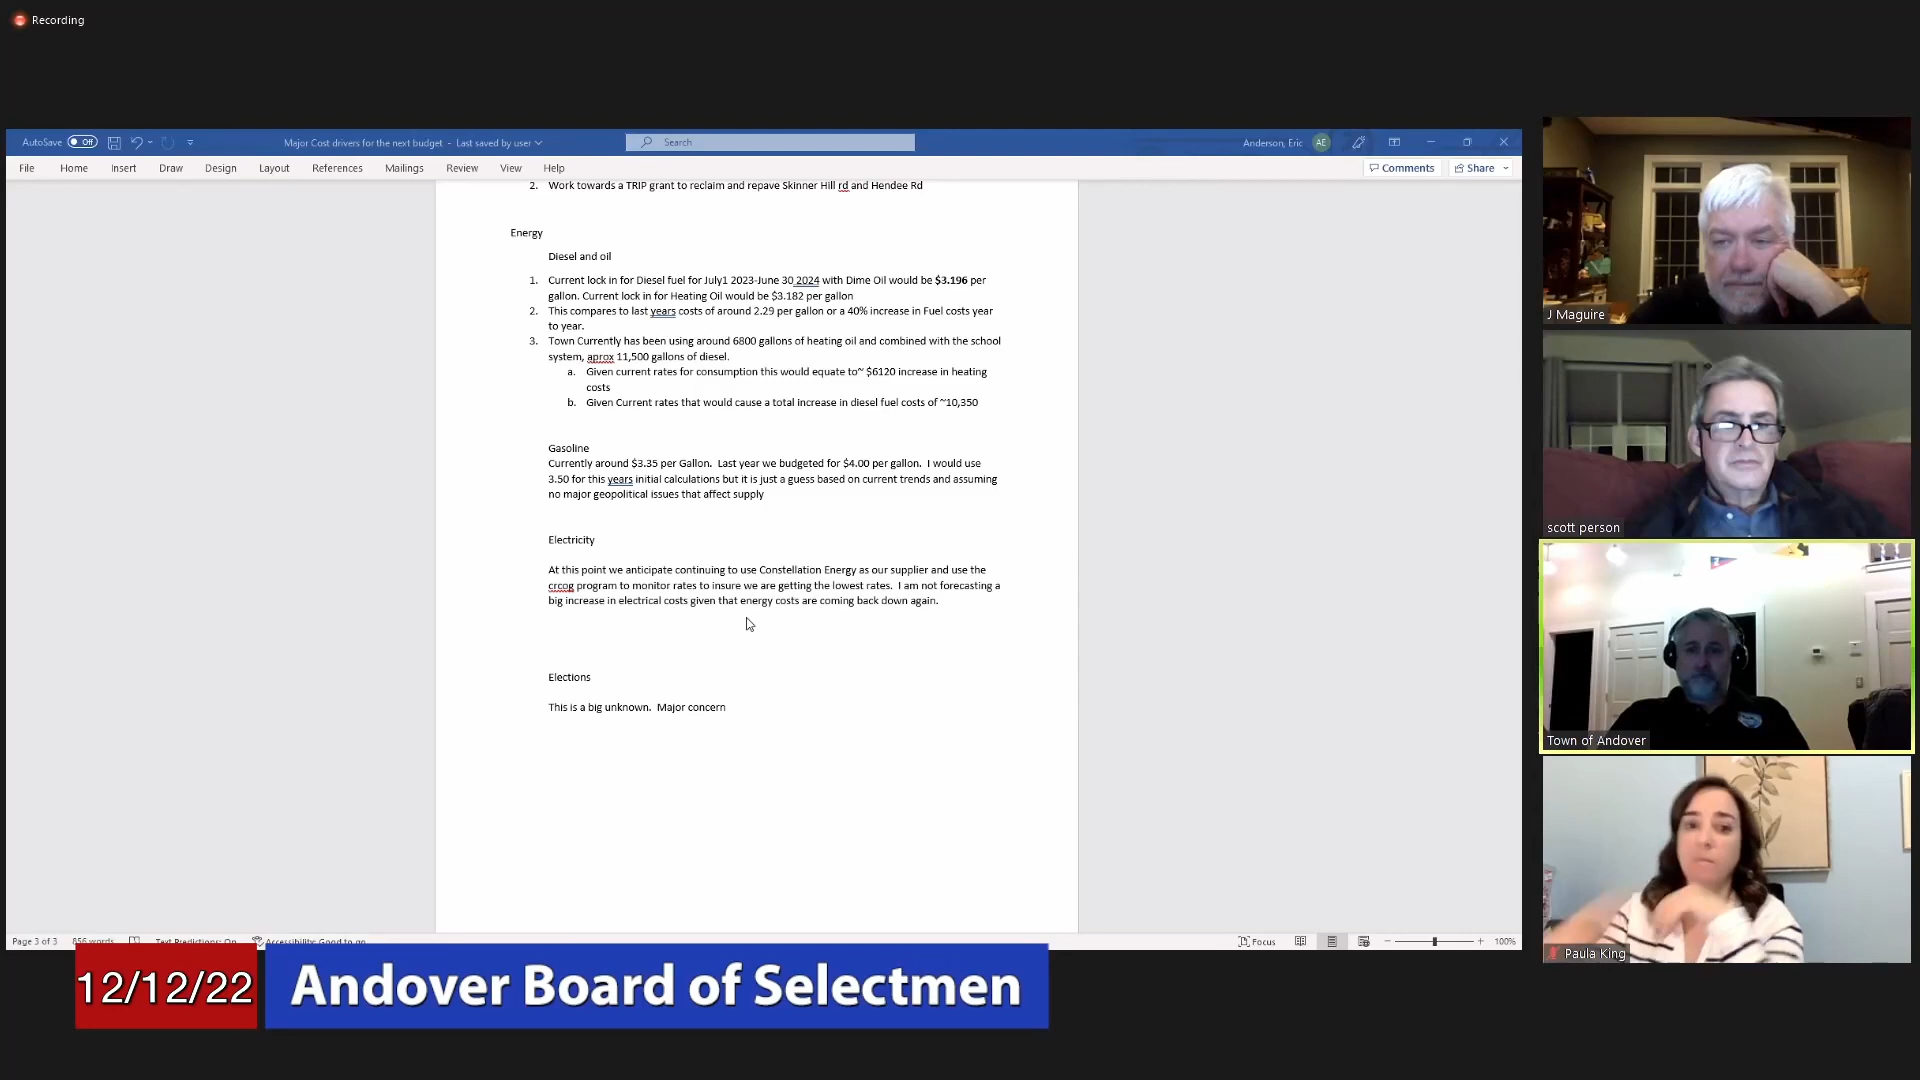 Recording
AutoSave Off
Major Cost drivers for the next budget - Last saved by user
Search
Anderson, Eric
AE
File Home Insert Draw Design Layout References Mailings Review View Help
Comments Share
2. Work towards a TRIP grant to reclaim and repave Skinner Hill rd and Hendee Rd
Energy
Diesel and oil
1. Current lock in for Diesel fuel for July1 2023-June 30 2024 with Dime Oil would be $3.196 per
gallon. Current lock in for Heating Oil would be $3.182 per gallon
2. This compares to last years costs of around 2.29 per gallon or a 40% increase in Fuel costs year
to year.
3. Town Currently has been using around 6800 gallons of heating oil and combined with the school
system, aprox 11,500 gallons of diesel.
a. Given current rates for consumption this would equate to~ $6120 increase in heating
costs
b. Given Current rates that would cause a total increase in diesel fuel costs of ~10,350
Gasoline
Currently around $3.35 per Gallon. Last year we budgeted for $4.00 per gallon. I would use
3.50 for this years initial calculations but it is just a guess based on current trends and assuming
no major geopolitical issues that affect supply
Electricity
At this point we anticipate continuing to use Constellation Energy as our supplier and use the
crcog program to monitor rates to insure we are getting the lowest rates. I am not forecasting a
big increase in electrical costs given that energy costs are coming back down again.
Elections
This is a big unknown. Major concern
Page 3 of 3 856 words Text Predictions: On Accessibility: Good to go
Focus
100%
J Maguire
scott person
Town of Andover
Paula King
12/12/22
Andover Board of Selectmen